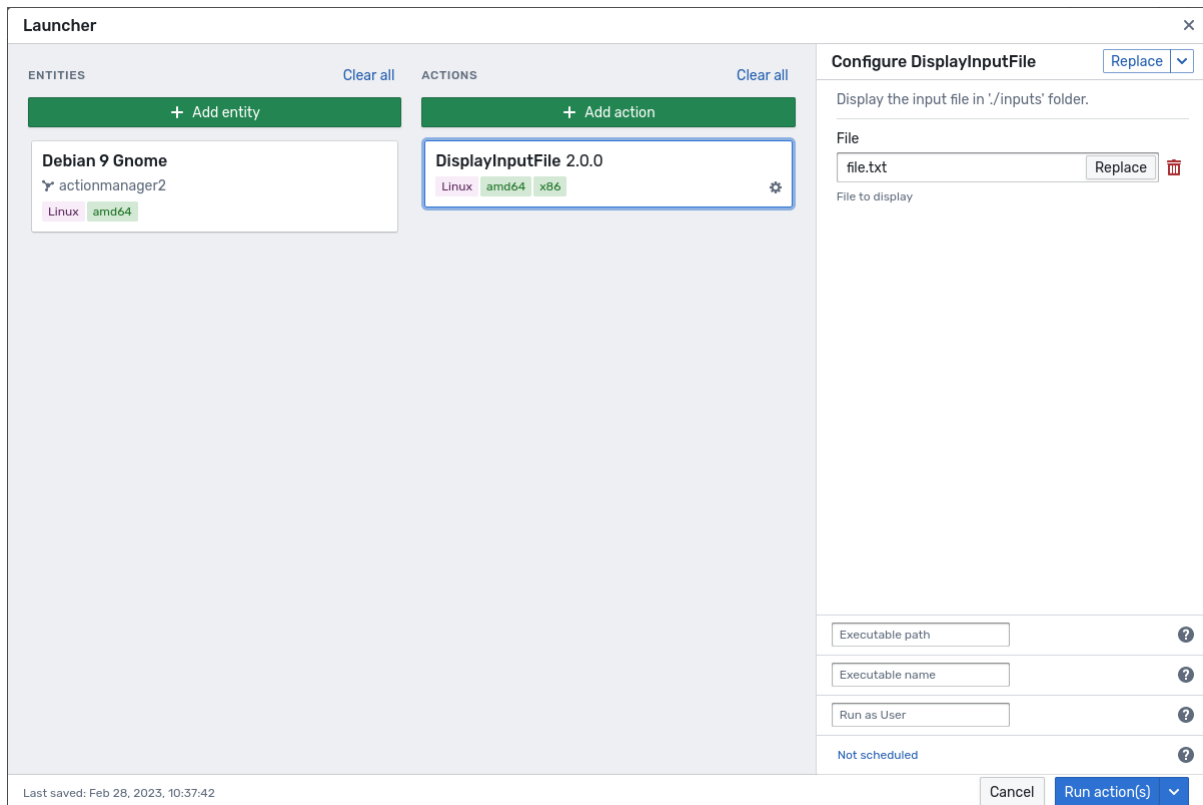 Launcher
ENTITIES
Clear all
+ Add entity
Debian 9 Gnome
actionmanager2
Linux amd64
ACTIONS
Clear all
+ Add action
DisplayInputFile 2.0.0
Linux amd64 x86
Configure DisplayInputFile
Replace
Display the input file in './inputs' folder.
File
file.txt
Replace
File to display
Executable path
?
Executable name
?
Run as User
?
Not scheduled
?
Last saved: Feb 28, 2023, 10:37:42
Cancel
Run action(s)